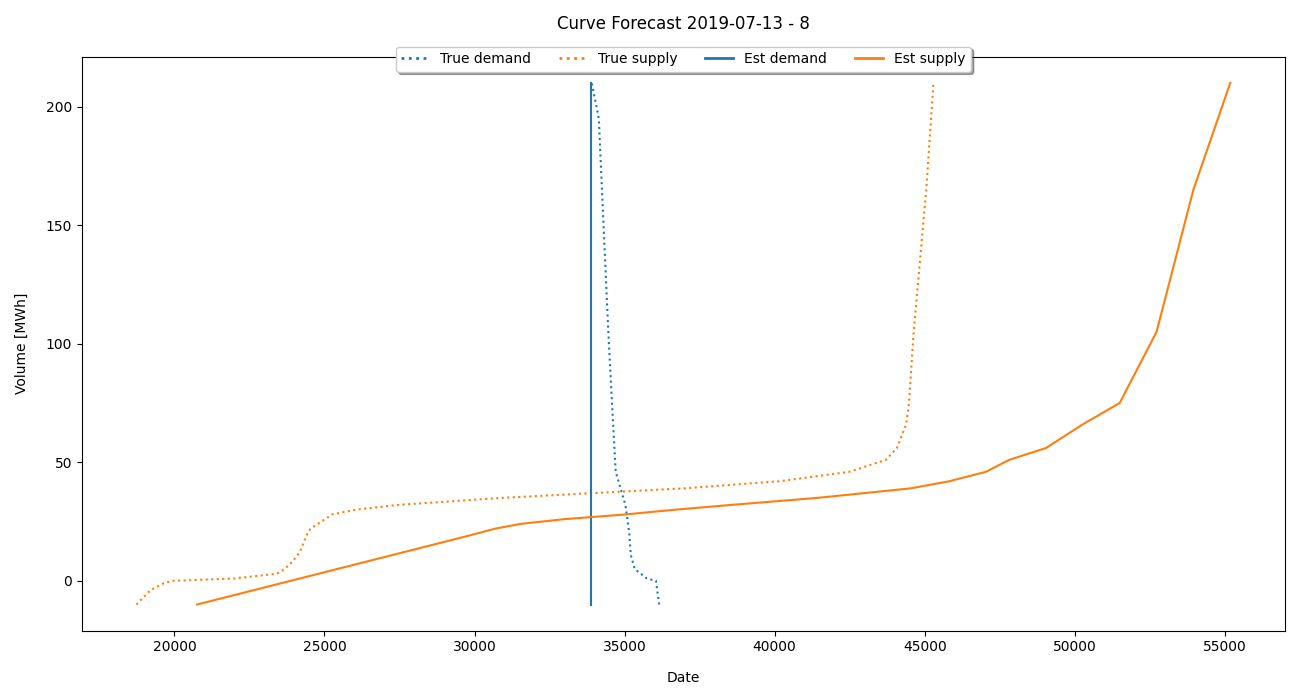 Curve Forecast 2019-07-13 - 8
True demand True supply Est demand Est supply
Volume [MWh]
200
150
100
50
0
20000 25000 30000 35000 40000 45000 50000 55000
Date